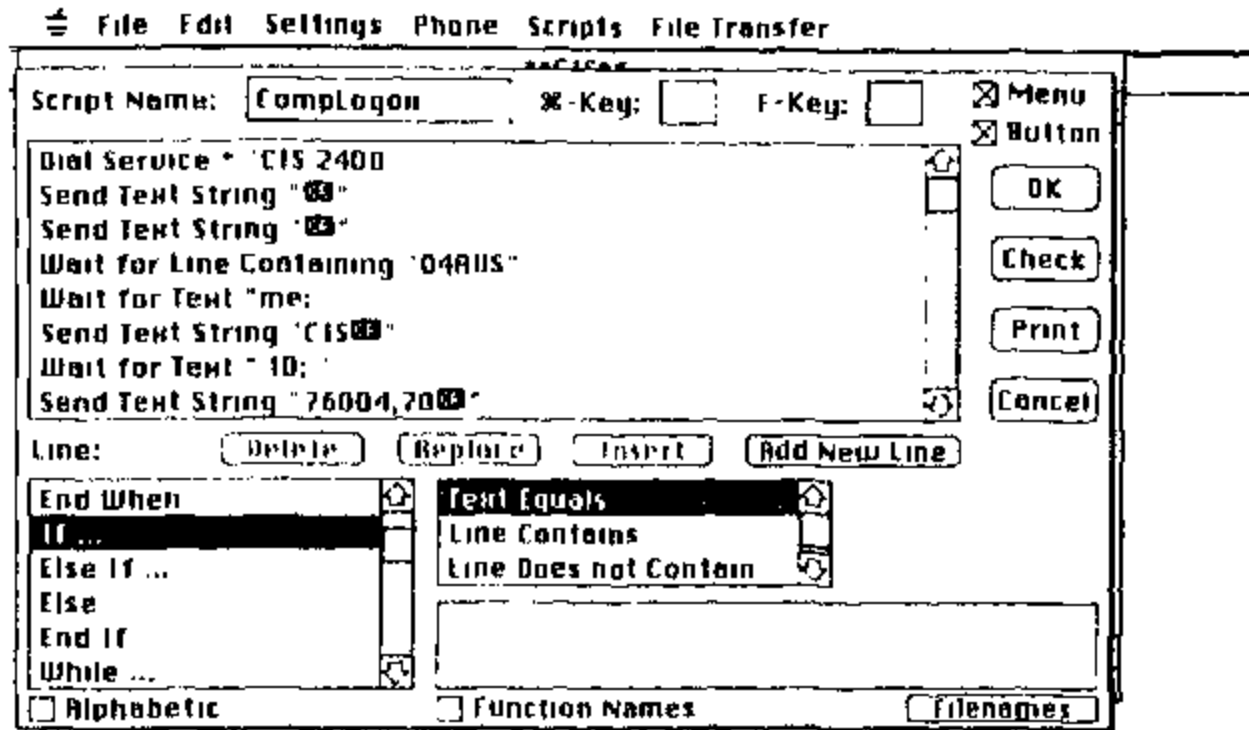 File Edit Settings Phone Scripts File Transfer
Script Name: CompLogon ⌘-Key: F-Key: Menu
Button
Dial Service "CIS 2400
Send Text String "
Send Text String "
Wait for Line Containing "04AUS"
Wait for Text "me:
Send Text String "CIS
Wait for Text " ID: "
Send Text String "76004,70
OK
Check
Print
Cancel
Line: Delete Replace Insert Add New Line
End When
If ...
Else If ...
Else
End If
While ...
Text Equals
Line Contains
Line Does not Contain
Alphabetic Function Names Filenames